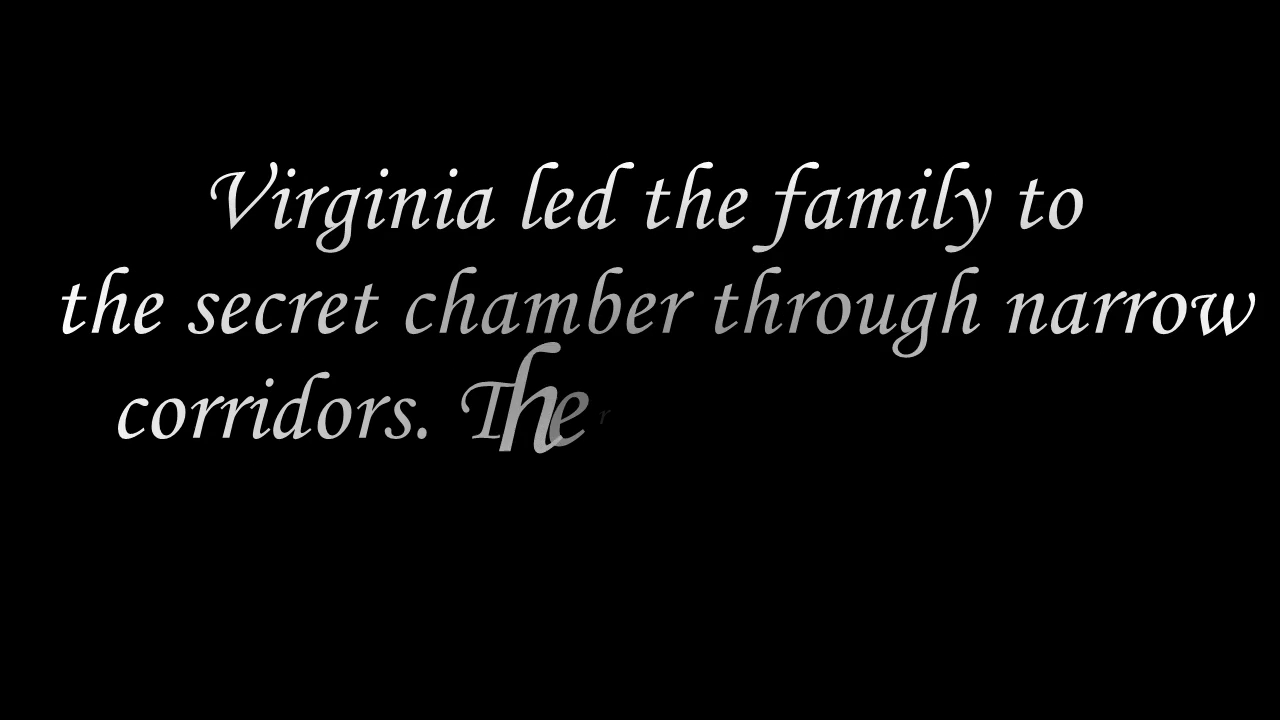 Virginia led the family to
the secret chamber through narrow
corridors. The r